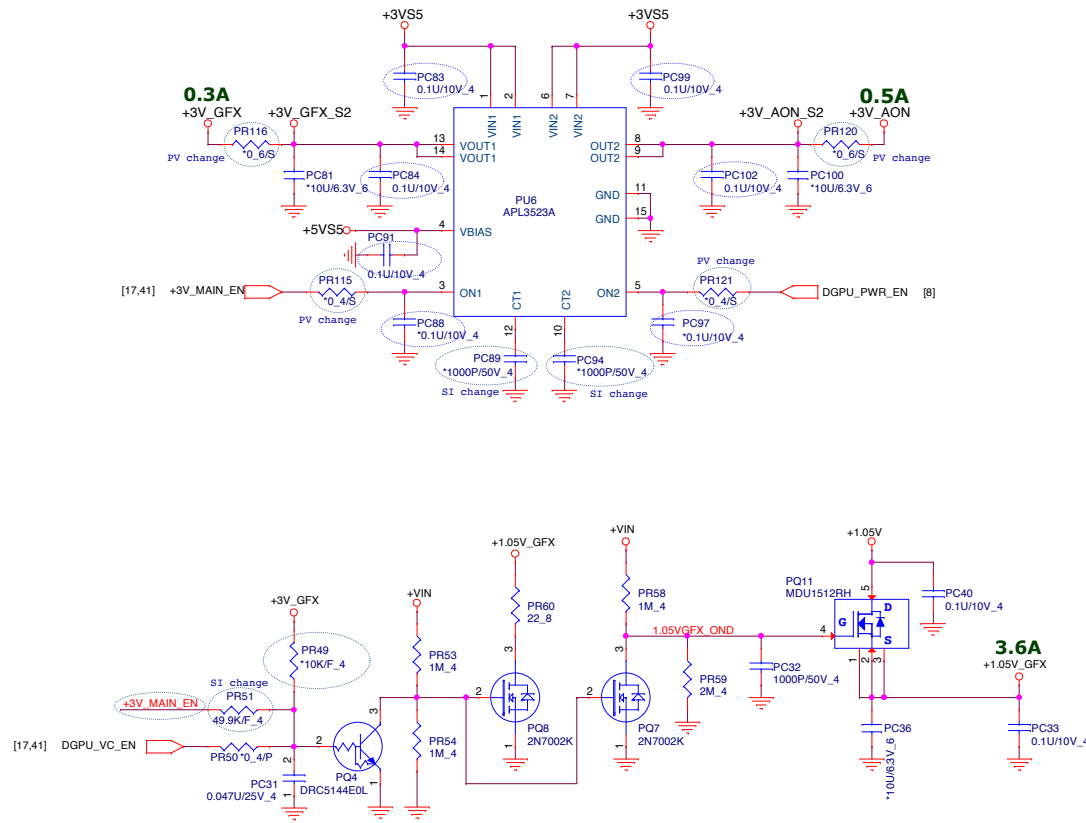 +3VS5
+3VS5
PC83
0.1U/10V_4
PC99
0.1U/10V_4
0.3A
+3V_GFX
+3V_GFX_S2
PR116
*0_6/S
PV change
PC81
*10U/6.3V_6
PC84
0.1U/10V_4
1
2
6
7
VIN1
VIN1
VIN2
VIN2
13
14
VOUT1
VOUT1
OUT2
OUT2
8
9
0.5A
+3V_AON_S2
+3V_AON
PR120
*0_6/S
PV change
PC102
0.1U/10V_4
PC100
*10U/6.3V_6
PU6
APL3523A
GND
GND
11
15
+5VS5
4
VBIAS
PC91
0.1U/10V_4
[17,41]
+3V_MAIN_EN
PR115
*0_4/S
PV change
3
ON1
PC88
*0.1U/10V_4
CT1
CT2
12
10
ON2
5
PV change
PR121
*0_4/S
DGPU_PWR_EN
[8]
PC97
*0.1U/10V_4
PC89
*1000P/50V_4
SI change
PC94
*1000P/50V_4
SI change
+3V_GFX
PR49
*10K/F_4
SI change
+3V_MAIN_EN
PR51
49.9K/F_4
[17,41]
DGPU_VC_EN
PR50
*0_4/P
2
1
PC31
0.047U/25V_4
2
3
1
PQ4
DRC5144E0L
+VIN
PR53
1M_4
PR54
1M_4
+1.05V_GFX
PR60
22_8
3
2
1
PQ8
2N7002K
+VIN
PR58
1M_4
3
2
1
PQ7
2N7002K
1.05VGFX_OND
PR59
2M_4
PC32
1000P/50V_4
+1.05V
PQ11
MDU1512RH
5
4
G
D
S
1
2
3
PC40
0.1U/10V_4
3.6A
+1.05V_GFX
PC36
*10U/6.3V_6
PC33
0.1U/10V_4